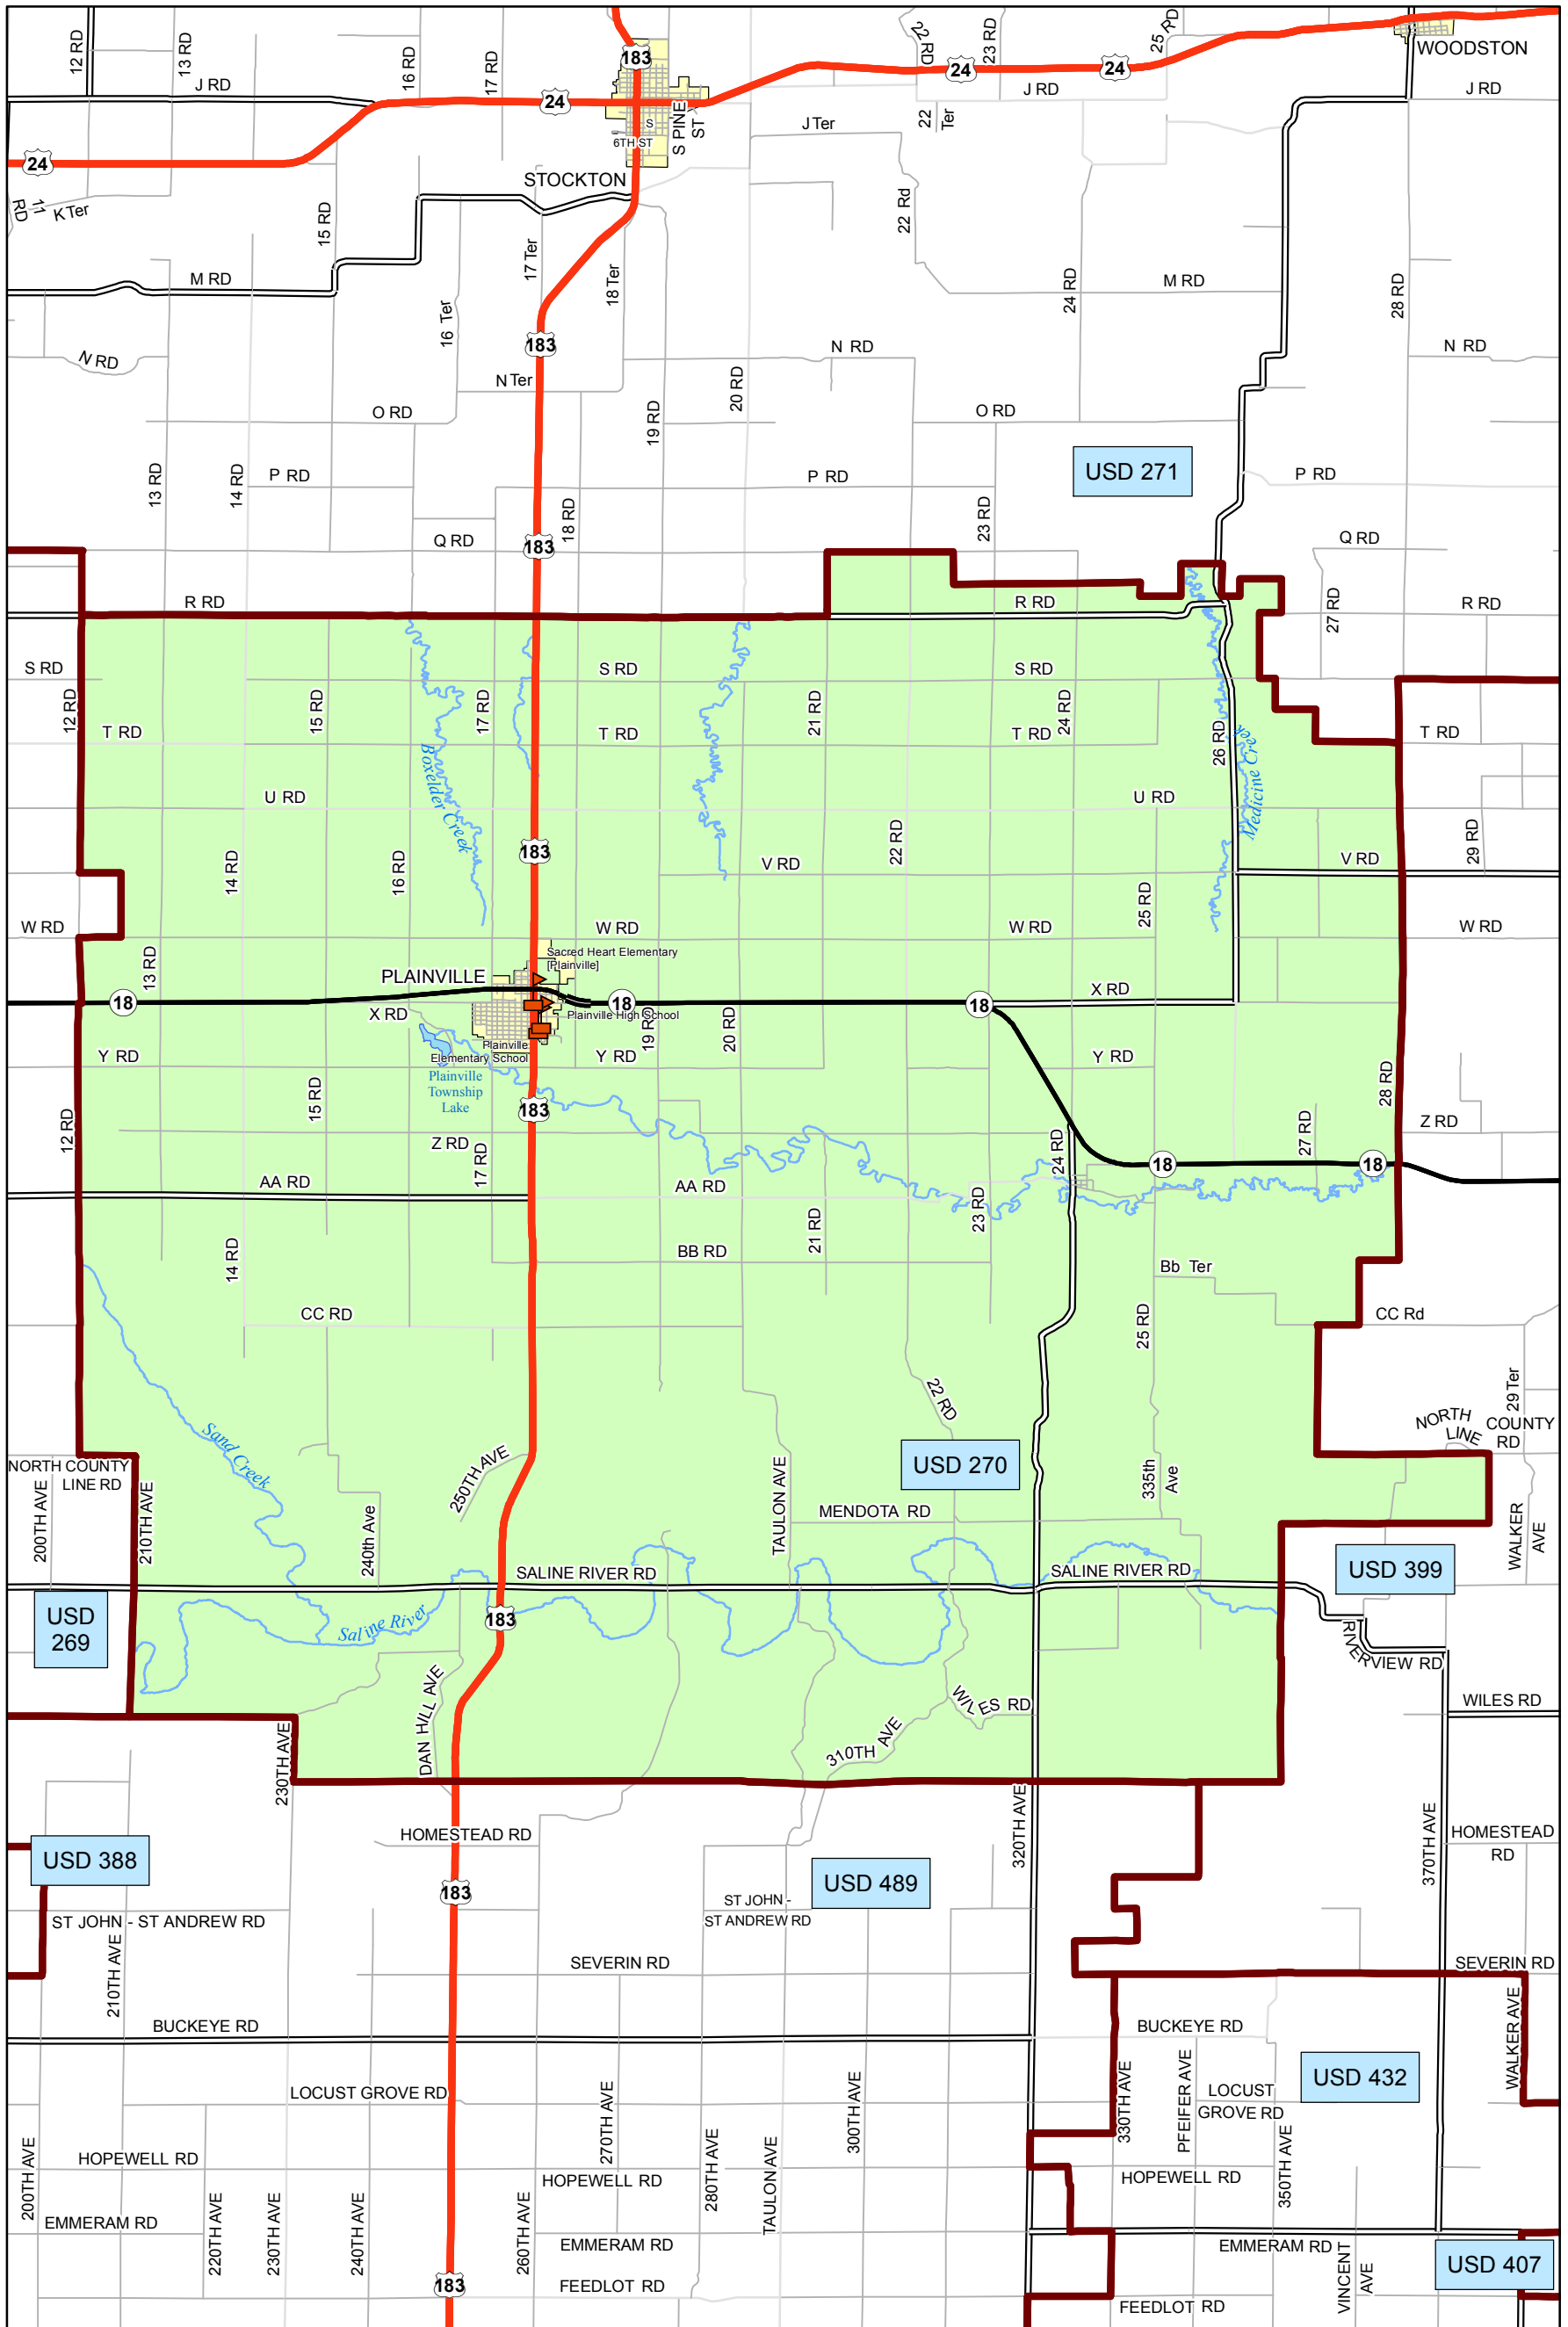 12 RD
13 RD
16 RD
17 RD
183
22 RD
23 RD
25 RD
WOODSTON
J RD
24
24
24
J RD
J RD
S PINE
ST
S
6TH ST
J Ter
22
Ter
24
STOCKTON
11
RD
K Ter
15 RD
17 Ter
18 Ter
22 Rd
24 RD
28 RD
M RD
M RD
16 Ter
183
N RD
N RD
N RD
N Ter
20 RD
O RD
19 RD
O RD
USD 271
13 RD
14 RD
P RD
P RD
P RD
18 RD
23 RD
Q RD
183
Q RD
R RD
R RD
27 RD
R RD
S RD
S RD
S RD
12 RD
15 RD
17 RD
21 RD
24 RD
T RD
T RD
T RD
26 RD
T RD
Boxelder Creek
Medicine Creek
U RD
U RD
183
14 RD
16 RD
22 RD
V RD
V RD
29 RD
25 RD
W RD
W RD
W RD
W RD
13 RD
Sacred Heart Elementary
[Plainville]
PLAINVILLE
X RD
18
18
18
X RD
Plainville High School
19 RD
20 RD
Plainville
Elementary School
Y RD
Y RD
Y RD
Plainville
Township
Lake
15 RD
183
28 RD
12 RD
Z RD
17 RD
24 RD
27 RD
Z RD
18
18
AA RD
AA RD
23 RD
21 RD
BB RD
14 RD
Bb Ter
CC RD
25 RD
CC Rd
22 RD
29 Ter
Sand Creek
NORTH
LINE
COUNTY
RD
NORTH COUNTY
LINE RD
250TH AVE
USD 270
200TH AVE
210TH AVE
240th Ave
TAULON AVE
335th
Ave
MENDOTA RD
WALKER
AVE
SALINE RIVER RD
SALINE RIVER RD
USD 399
USD
269
Saline River
183
RIVERVIEW RD
DAN HILL AVE
WILES RD
WILES RD
310TH AVE
230TH AVE
320TH AVE
370TH AVE
HOMESTEAD RD
HOMESTEAD
RD
USD 388
183
USD 489
ST JOHN - ST ANDREW RD
ST JOHN -
ST ANDREW RD
210TH AVE
SEVERIN RD
SEVERIN RD
WALKER AVE
BUCKEYE RD
BUCKEYE RD
USD 432
LOCUST GROVE RD
270TH AVE
300TH AVE
330TH AVE
PFEIFER AVE
LOCUST
GROVE RD
200TH AVE
HOPEWELL RD
HOPEWELL RD
280TH AVE
TAULON AVE
HOPEWELL RD
350TH AVE
220TH AVE
230TH AVE
240TH AVE
260TH AVE
EMMERAM RD
EMMERAM RD
EMMERAM RD
USD 407
183
FEEDLOT RD
FEEDLOT RD
VINCENT
AVE